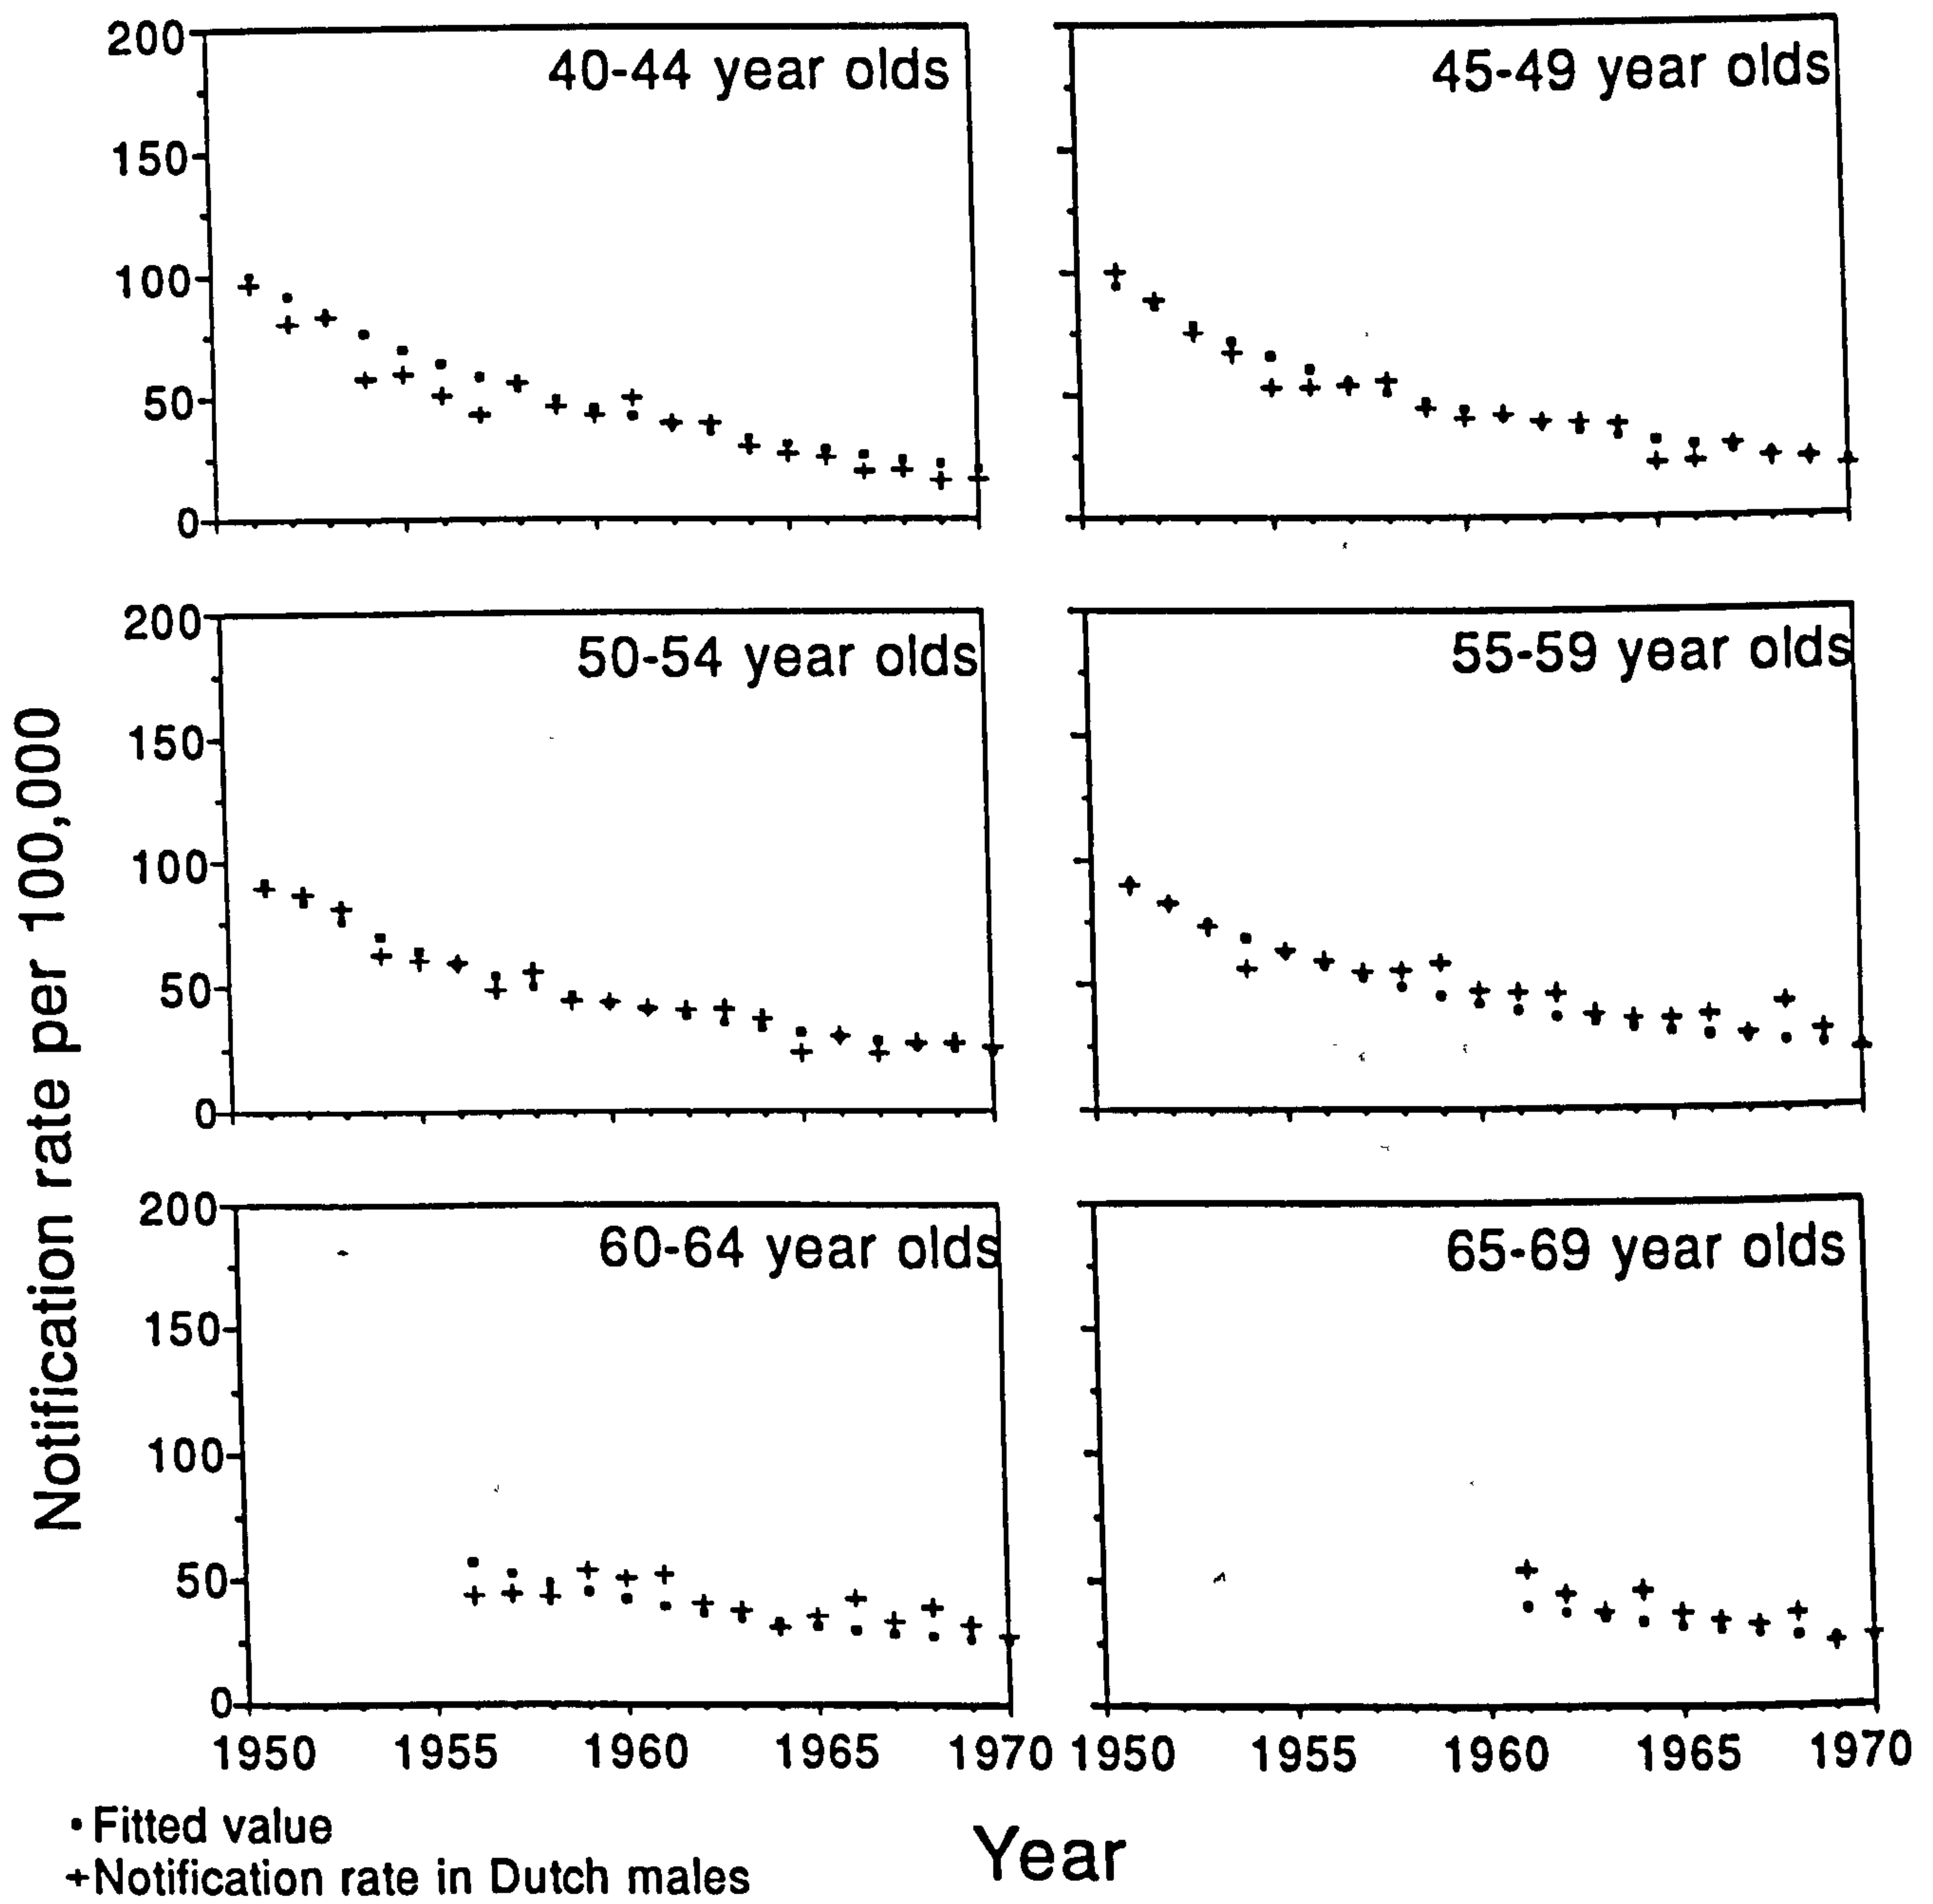 200
150
100
50
0
40-44 year olds
45-49 year olds
200
150
100
50
0
50-54 year olds
55-59 year olds
200
150
100
50
0
60-64 year olds
65-69 year olds
Notification rate per 100,000
1950 1955 1960 1965 1970
1950 1955 1960 1965 1970
Year
• Fitted value
+Notification rate in Dutch males